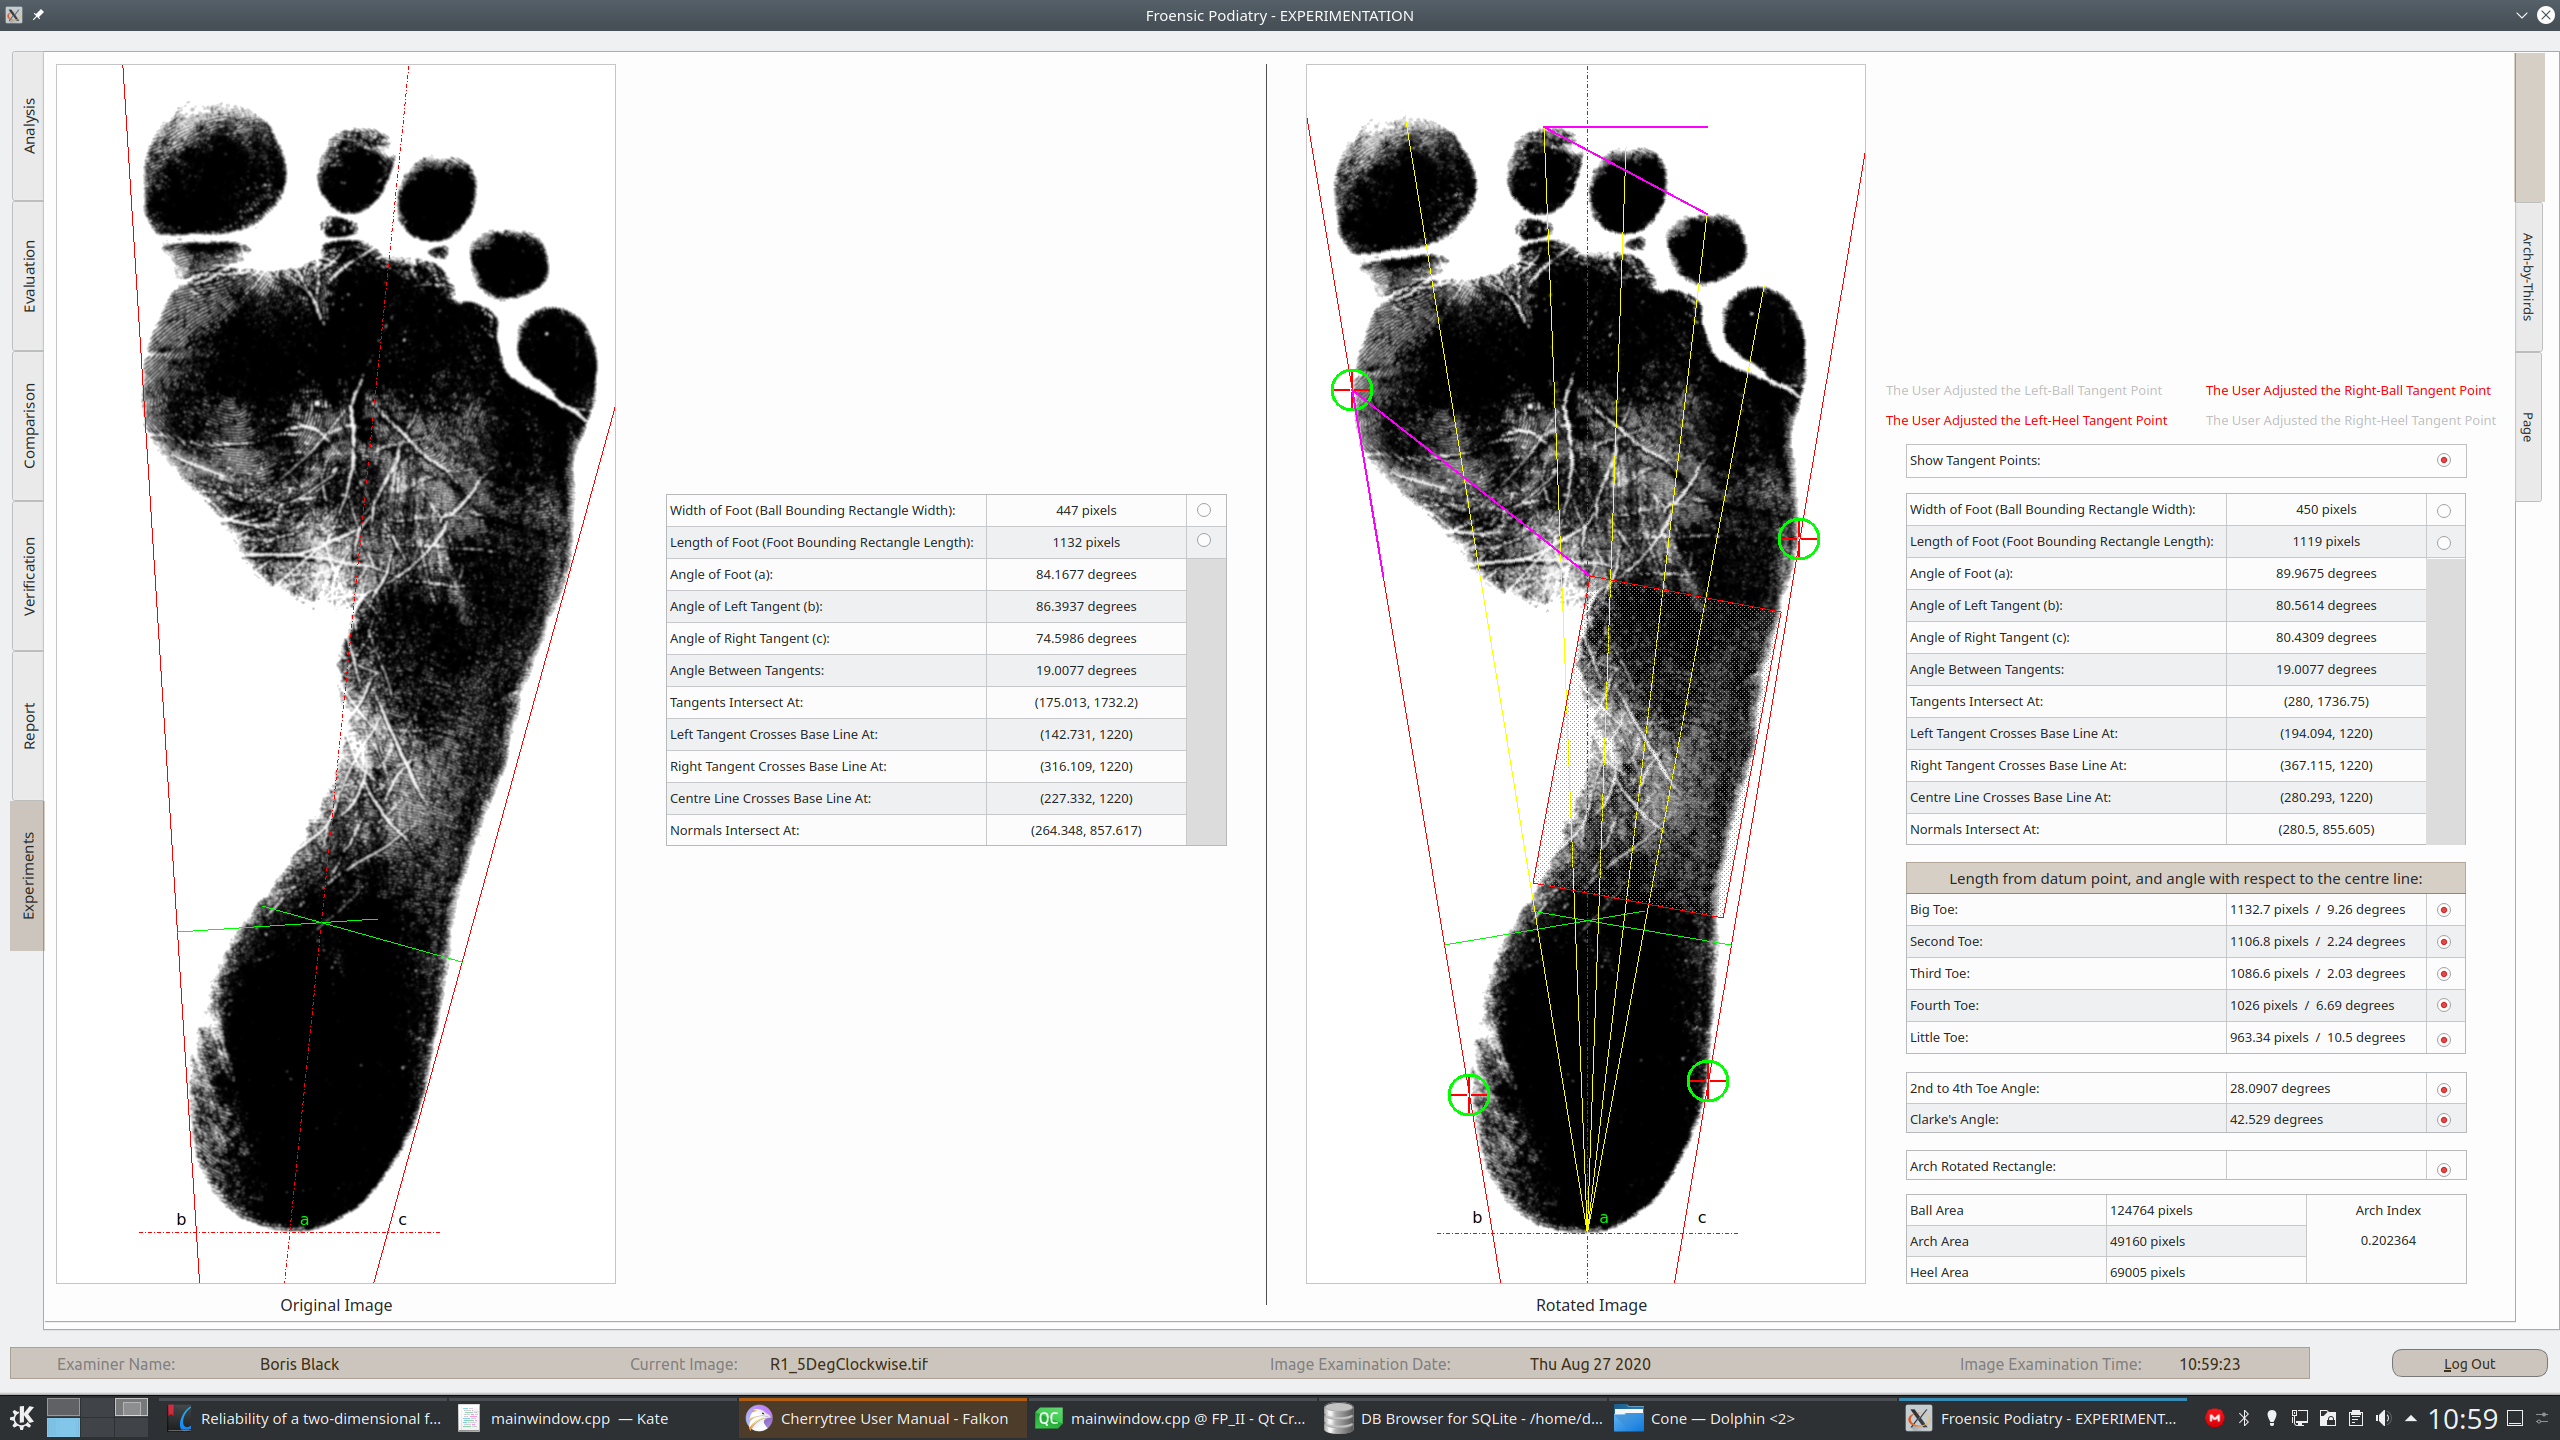 Froensic Podiatry - EXPERIMENTATION
Analysis
Evaluation
Comparison
Verification
Report
Experiments
b
a
c
Original Image
Width of Foot (Ball Bounding Rectangle Width): 447 pixels
Length of Foot (Foot Bounding Rectangle Length): 1132 pixels
Angle of Foot (a): 84.1677 degrees
Angle of Left Tangent (b): 86.3937 degrees
Angle of Right Tangent (c): 74.5986 degrees
Angle Between Tangents: 19.0077 degrees
Tangents Intersect At: (175.013, 1732.2)
Left Tangent Crosses Base Line At: (142.731, 1220)
Right Tangent Crosses Base Line At: (316.109, 1220)
Centre Line Crosses Base Line At: (227.332, 1220)
Normals Intersect At: (264.348, 857.617)
b
a
c
Rotated Image
The User Adjusted the Left-Ball Tangent Point The User Adjusted the Right-Ball Tangent Point
The User Adjusted the Left-Heel Tangent Point The User Adjusted the Right-Heel Tangent Point
Show Tangent Points:
Width of Foot (Ball Bounding Rectangle Width): 450 pixels
Length of Foot (Foot Bounding Rectangle Length): 1119 pixels
Angle of Foot (a): 89.9675 degrees
Angle of Left Tangent (b): 80.5614 degrees
Angle of Right Tangent (c): 80.4309 degrees
Angle Between Tangents: 19.0077 degrees
Tangents Intersect At: (280, 1736.75)
Left Tangent Crosses Base Line At: (194.094, 1220)
Right Tangent Crosses Base Line At: (367.115, 1220)
Centre Line Crosses Base Line At: (280.293, 1220)
Normals Intersect At: (280.5, 855.605)
Length from datum point, and angle with respect to the centre line:
Big Toe: 1132.7 pixels / 9.26 degrees
Second Toe: 1106.8 pixels / 2.24 degrees
Third Toe: 1086.6 pixels / 2.03 degrees
Fourth Toe: 1026 pixels / 6.69 degrees
Little Toe: 963.34 pixels / 10.5 degrees
2nd to 4th Toe Angle: 28.0907 degrees
Clarke's Angle: 42.529 degrees
Arch Rotated Rectangle:
Ball Area 124764 pixels Arch Index
Arch Area 49160 pixels 0.202364
Heel Area 69005 pixels
Arch-by-Thirds
Page
Examiner Name: Boris Black Current Image: R1_5DegClockwise.tif Image Examination Date: Thu Aug 27 2020 Image Examination Time: 10:59:23 Log Out
Reliability of a two-dimensional f... mainwindow.cpp — Kate Cherrytree User Manual - Falkon QC mainwindow.cpp @ FP_II - Qt Cr... DB Browser for SQLite - /home/d... Cone — Dolphin <2> Froensic Podiatry - EXPERIMENT... 10:59